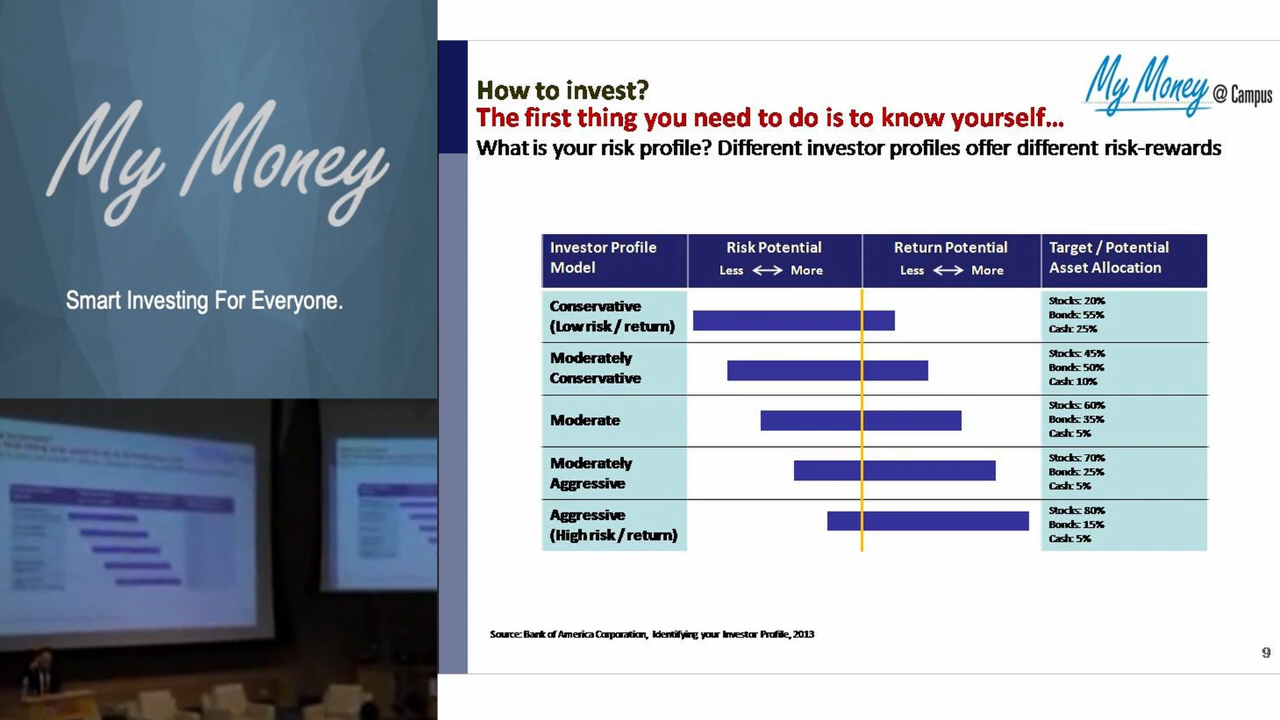 My Money
Smart Investing For Everyone.
My Money @ Campus
How to invest?
The first thing you need to do is to know yourself...
What is your risk profile? Different investor profiles offer different risk-rewards
Investor Profile
Model
Risk Potential
Less More
Return Potential
Less More
Target / Potential
Asset Allocation
Conservative
(Low risk / return)
Stocks: 20%
Bonds: 55%
Cash: 25%
Moderately
Conservative
Stocks: 45%
Bonds: 50%
Cash: 10%
Moderate
Stocks: 60%
Bonds: 35%
Cash: 5%
Moderately
Aggressive
Stocks: 70%
Bonds: 25%
Cash: 5%
Aggressive
(High risk / return)
Stocks: 80%
Bonds: 15%
Cash: 5%
Source: Bank of America Corporation, Identifying your Investor Profile, 2013
9